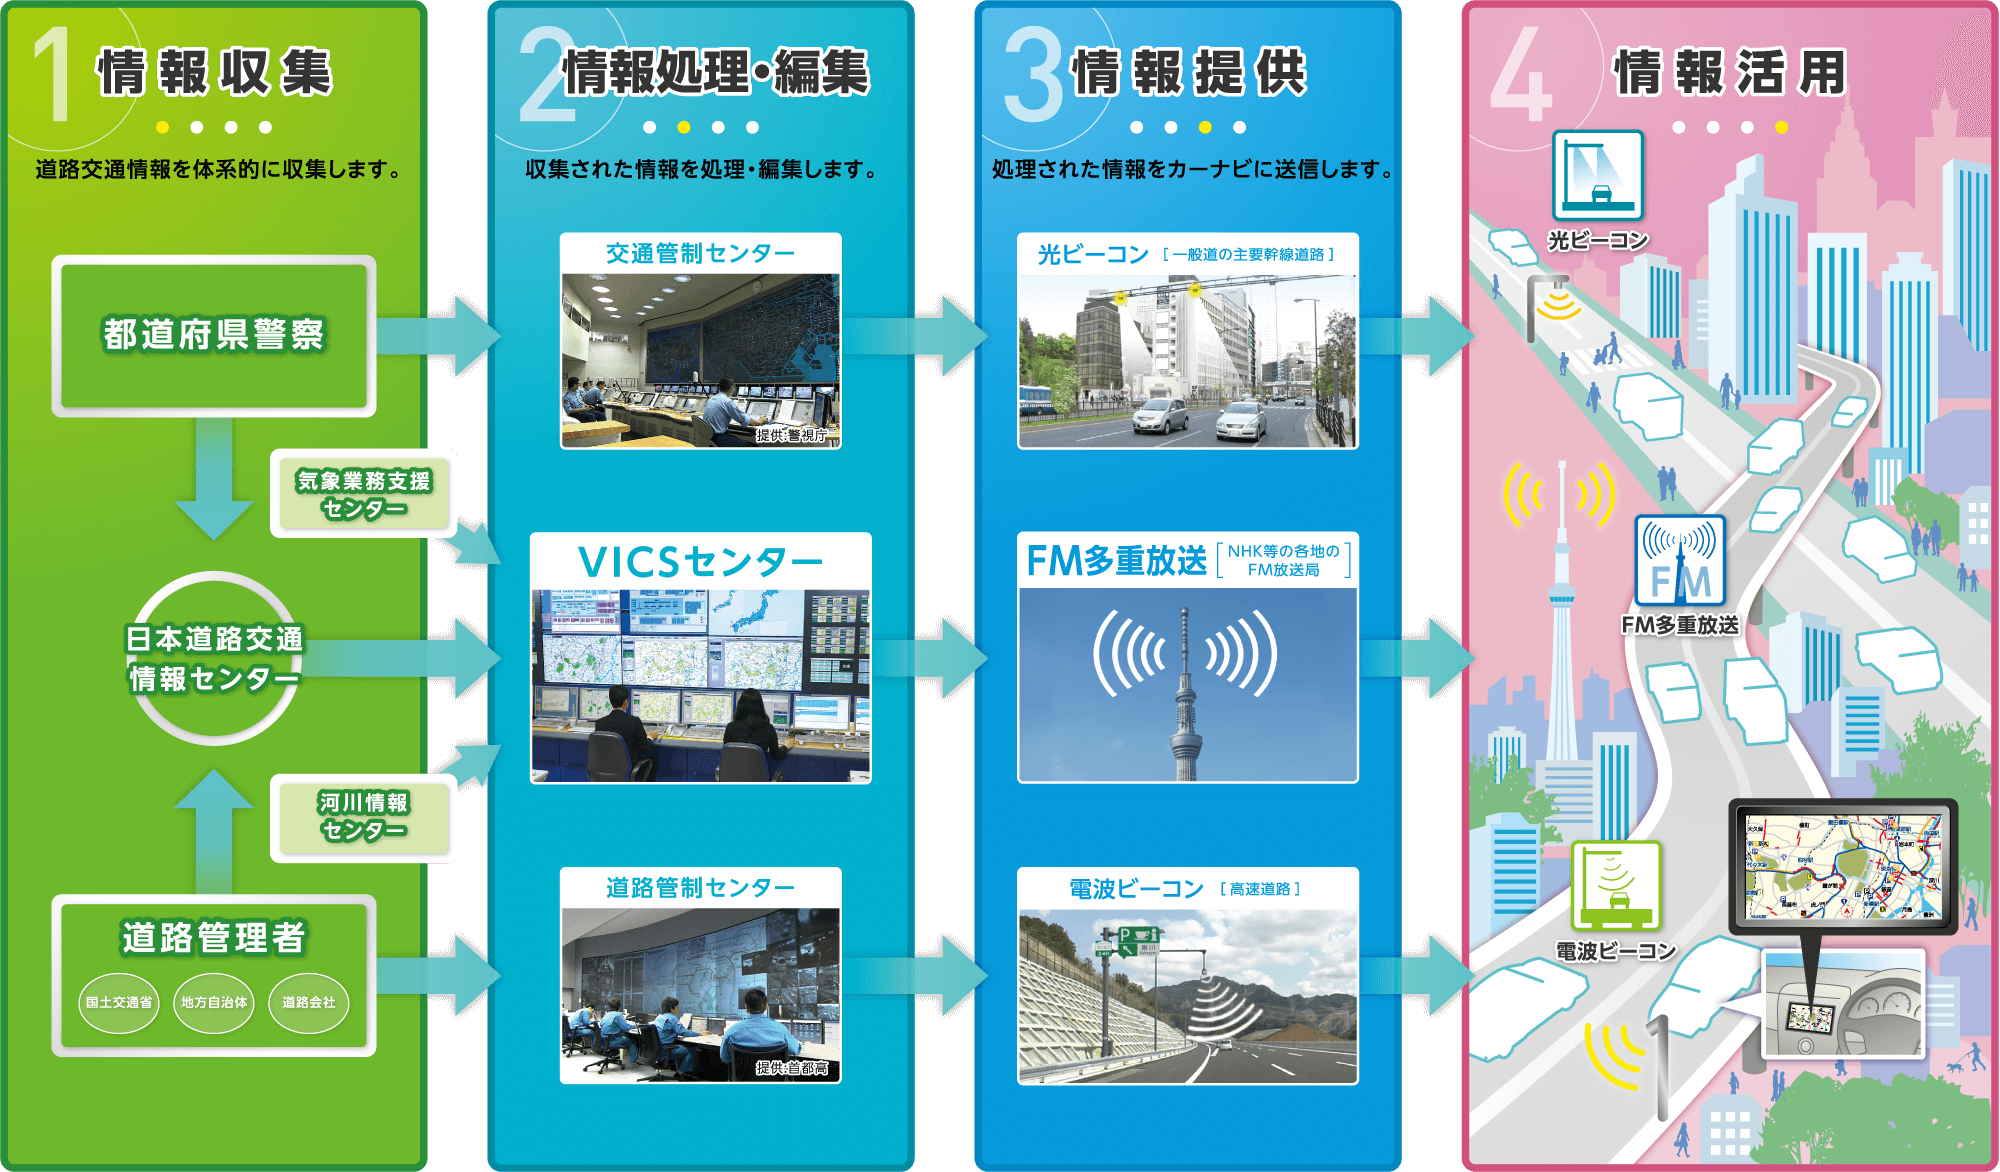 1
情報収集
道路交通情報を体系的に収集します。
都道府県警察
気象業務支援
センター
日本道路交通
情報センター
河川情報
センター
道路管理者
国土交通省
地方自治体
道路会社
2
情報処理・編集
収集された情報を処理・編集します。
交通管制センター
提供:警視庁
VICSセンター
道路管制センター
提供:首都高
3
情報提供
処理された情報をカーナビに送信します。
光ビーコン [一般道の主要幹線道路]
FM多重放送 [NHK等の各地の
FM放送局]
電波ビーコン [高速道路]
P
4
情報活用
光ビーコン
FM
FM多重放送
電波ビーコン
大久保